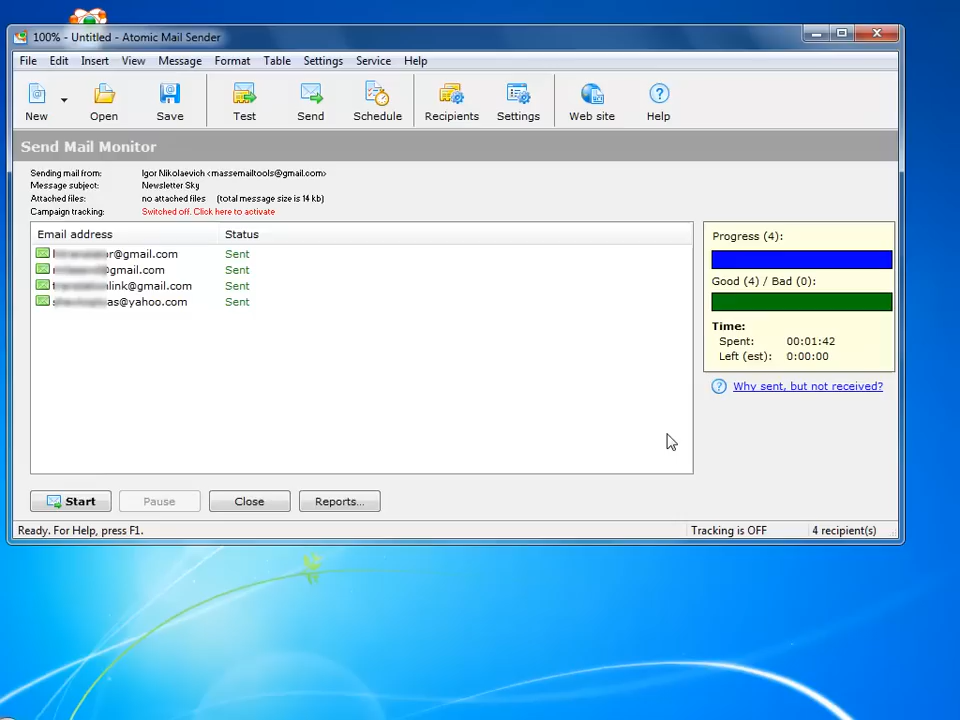 100% - Untitled - Atomic Mail Sender
File Edit Insert View Message Format Table Settings Service Help
New Open Save Test Send Schedule Recipients Settings Web site Help
Send Mail Monitor
Sending mail from: Igor Nikolaevich <massemailtools@gmail.com>
Message subject: Newsletter Sky
Attached files: no attached files (total message size is 14 kb)
Campaign tracking: Switched off. Click here to activate
Email address Status
r@gmail.com Sent
@gmail.com Sent
link@gmail.com Sent
as@yahoo.com Sent
Progress (4):
Good (4) / Bad (0):
Time:
Spent: 00:01:42
Left (est): 0:00:00
Why sent, but not received?
Start Pause Close Reports...
Ready. For Help, press F1. Tracking is OFF 4 recipient(s)